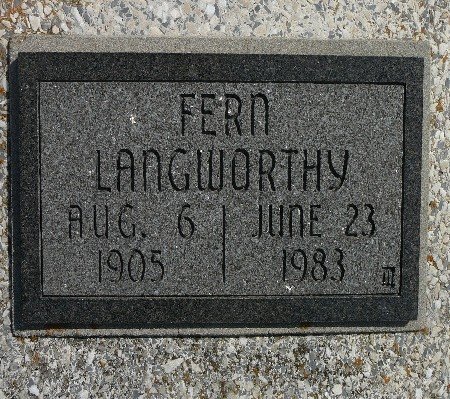 FERN
LANGWORTHY
AUG. 6 | JUNE 23
1905 | 1983